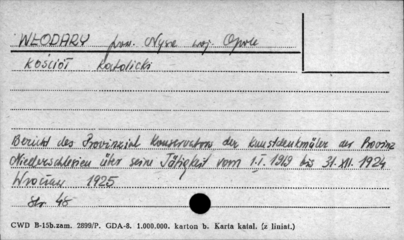 WŁODARY pow. Nysa woj. Opole
KOŚCIÓŁ katolicki
Bericht des Provinzial Konservators der Kunstdenkmäler der Provinz
Niederschlesien über seine Tätigkeit vom 1.I. 1919 bis 31.XII. 1924
Wrocław 1925
Str. 48
CWD B-15b.zam. 2899/P. GDA-8. 1.000.000. karton b. Karta katal. (z liniat.)